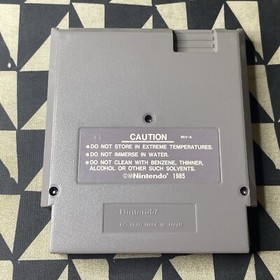 CAUTION REV-A
•DO NOT STORE IN EXTREME TEMPERATURES.
•DO NOT IMMERSE IN WATER.
•DO NOT CLEAN WITH BENZENE, THINNER,
ALCOHOL OR OTHER SUCH SOLVENTS.
©Ⓜ Nintendo® 1985
Nintendo®